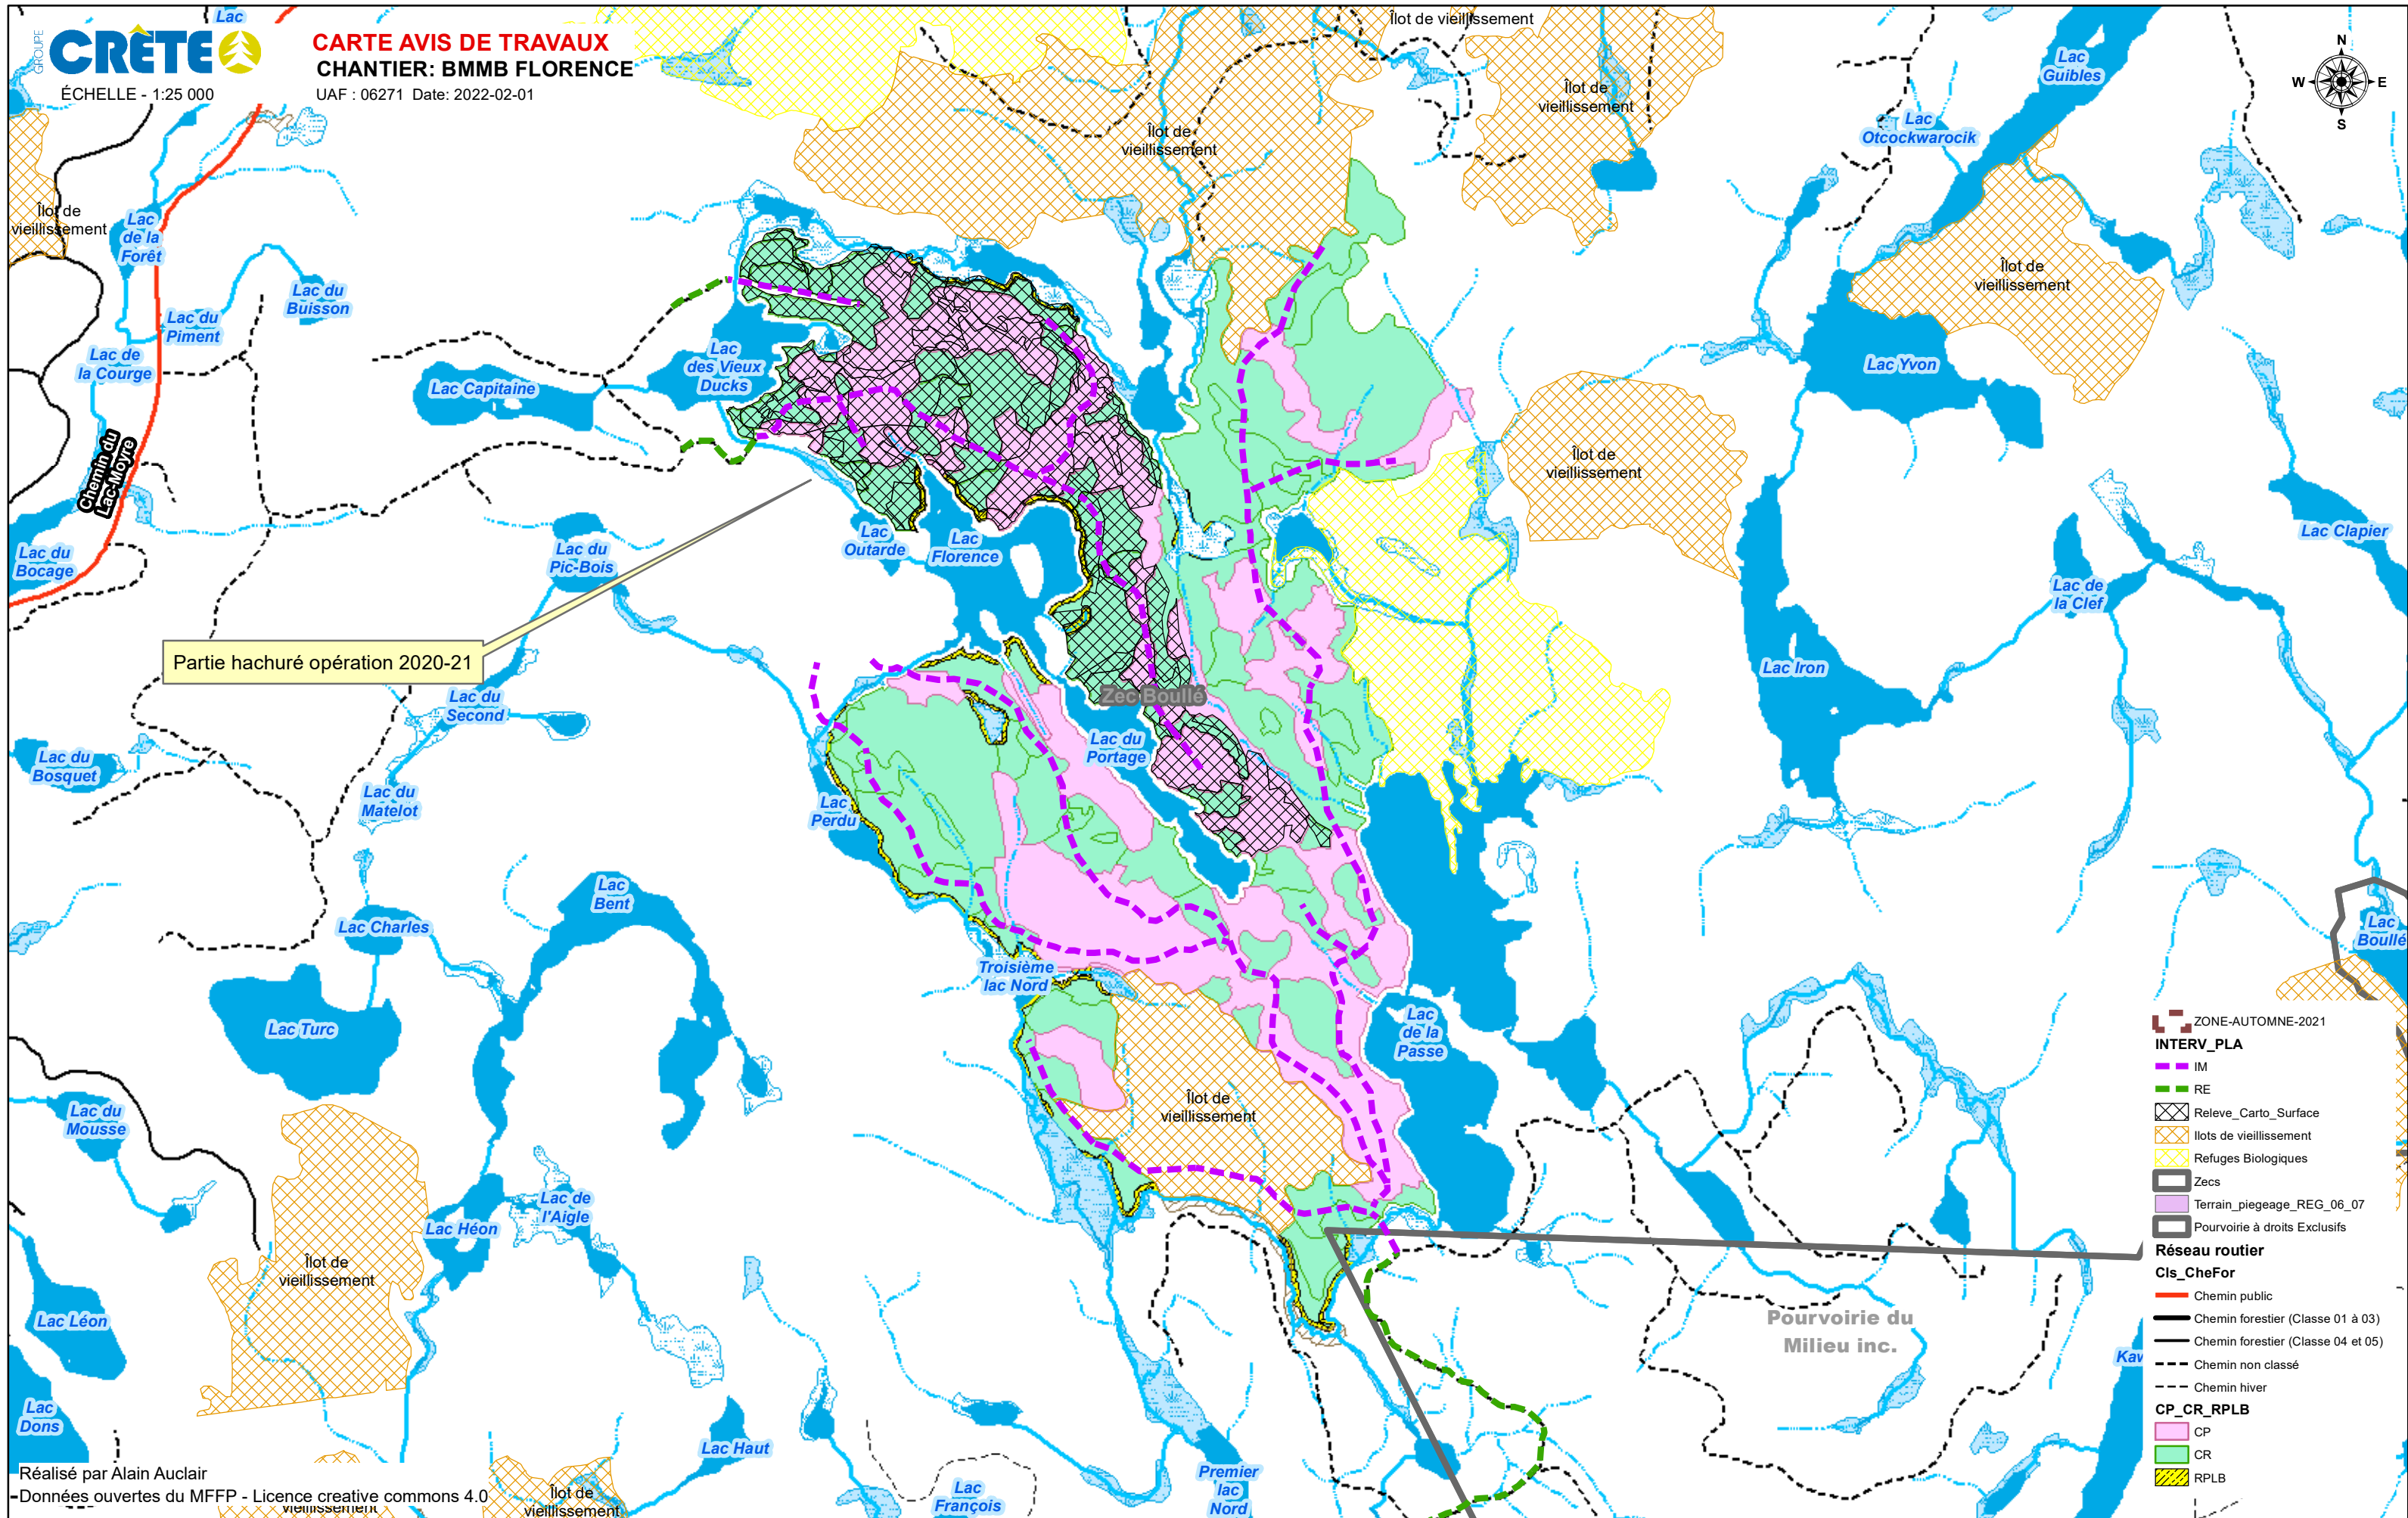 Lac
GROUPE
CRÊTE
ÉCHELLE - 1:25 000
CARTE AVIS DE TRAVAUX
CHANTIER: BMMB FLORENCE
UAF : 06271 Date: 2022-02-01
Îlot de vieillissement
Îlot de
vieillissement
Îlot de
vieillissement
Lac
Guibles
Lac
Otcockwarocik
N
W
E
S
Îlot de
vieillissement
Lac
de la
Forêt
Lac du
Buisson
Lac du
Piment
Lac de
la Courge
Lac Capitaine
Lac
des Vieux
Ducks
Îlot de
vieillissement
Lac Yvon
Îlot de
vieillissement
Chemin du
Lac-Moyre
Lac du
Bocage
Lac du
Pic-Bois
Lac
Outarde
Lac
Florence
Lac Clapier
Lac de
la Clef
Partie hachuré opération 2020-21
Lac Iron
Zec Boullé
Lac du
Second
Lac du
Portage
Lac du
Bosquet
Lac du
Matelot
Lac
Perdu
Lac
Bent
Lac Charles
Lac
Boullé
Troisième
lac Nord
Lac Turc
Lac
de la
Passe
Lac du
Mousse
Îlot de
vieillissement
Lac de
l'Aigle
Lac Héon
Îlot de
vieillissement
Lac Léon
Pourvoirie du
Milieu inc.
Kaw
Lac
Dons
Lac Haut
Premier
lac
Nord
Lac
François
Îlot de
vieillissement
vieillissement
Réalisé par Alain Auclair
Données ouvertes du MFFP - Licence creative commons 4.0
ZONE-AUTOMNE-2021
INTERV_PLA
IM
RE
Releve_Carto_Surface
Ilots de vieillissement
Refuges Biologiques
Zecs
Terrain_piegeage_REG_06_07
Pourvoirie à droits Exclusifs
Réseau routier
Cls_CheFor
Chemin public
Chemin forestier (Classe 01 à 03)
Chemin forestier (Classe 04 et 05)
Chemin non classé
Chemin hiver
CP_CR_RPLB
CP
CR
RPLB